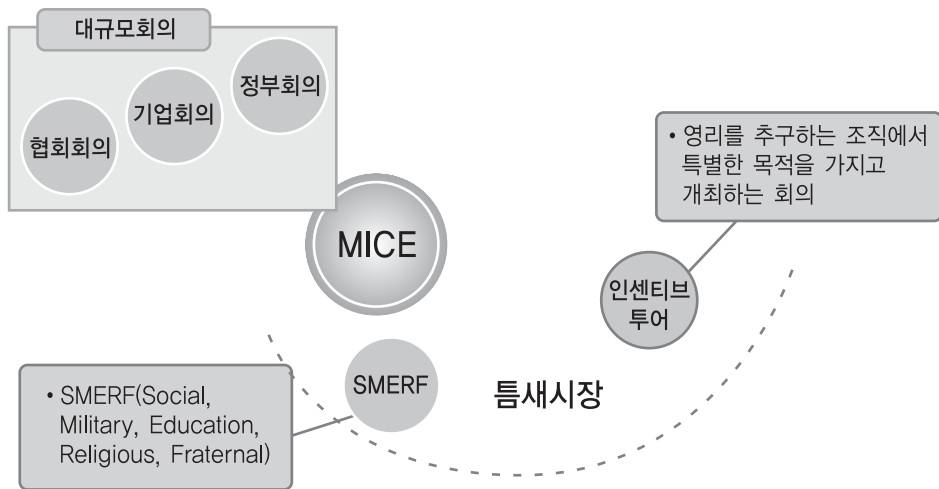 대규모회의
정부회의
기업회의
협회회의
• 영리를 추구하는 조직에서
특별한 목적을 가지고
개최하는 회의
MICE
인센티브
투어
SMERF
틈새시장
• SMERF(Social,
Military, Education,
Religious, Fraternal)